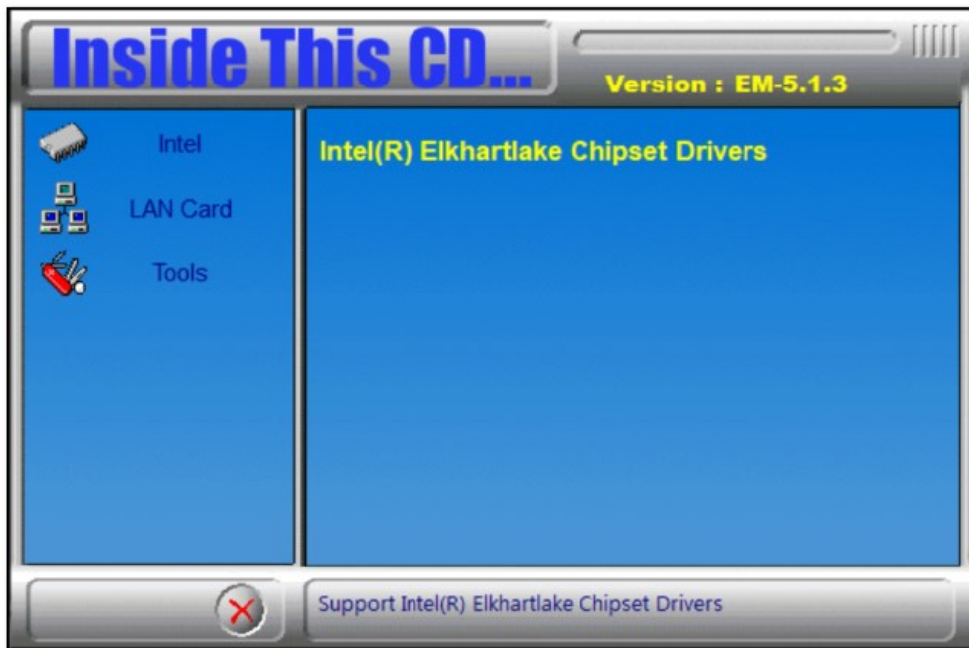 Inside This CD...
Version : EM-5.1.3
Intel
LAN Card
Tools
Intel(R) Elkhartlake Chipset Drivers
Support Intel(R) Elkhartlake Chipset Drivers